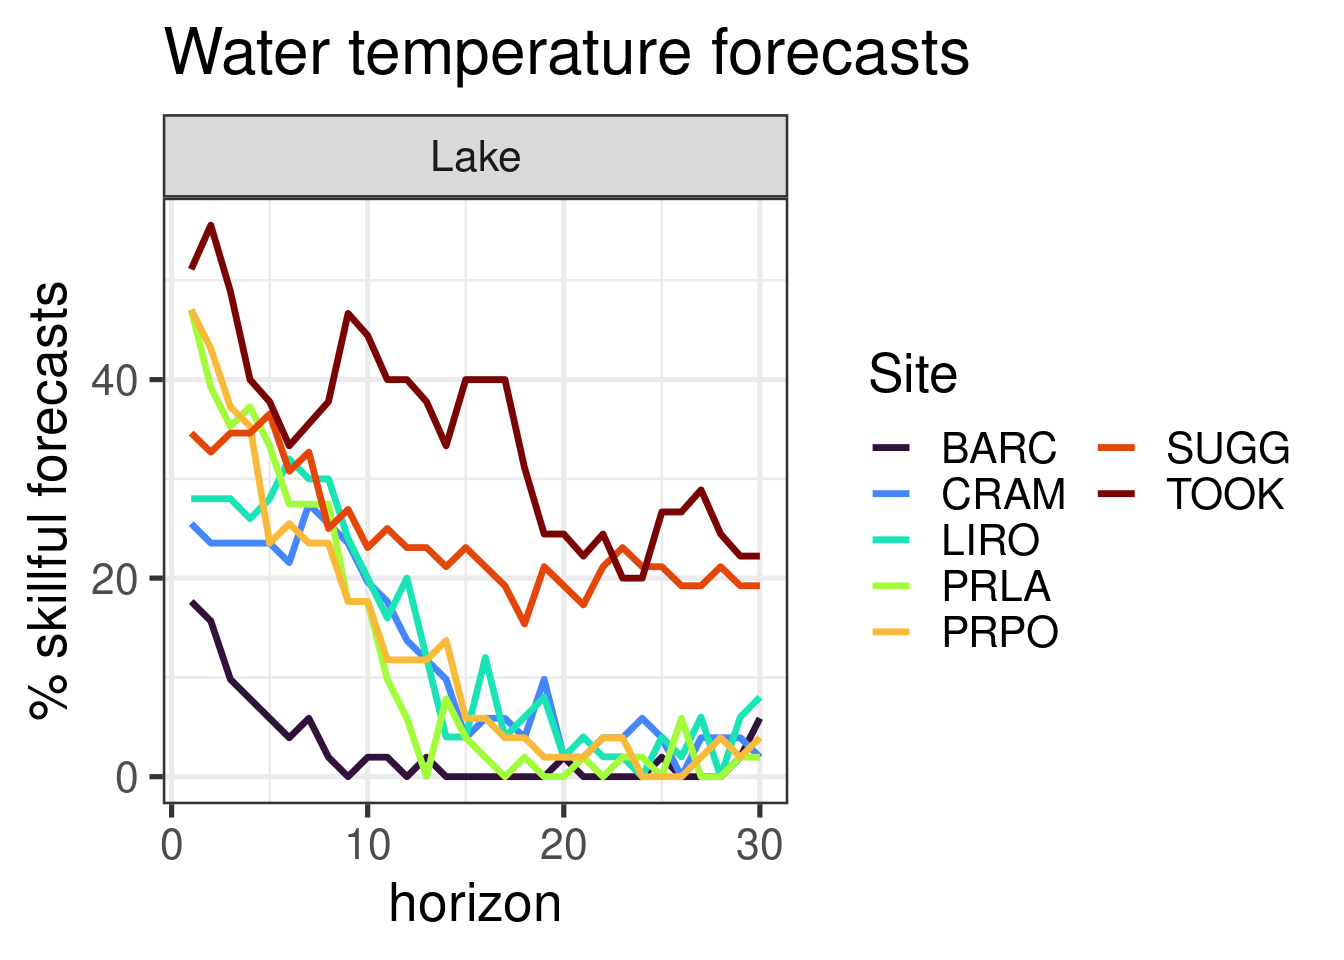 Water temperature forecasts
Lake
% skillful forecasts
40
20
0
0 10 20 30
horizon
Site
BARC SUGG
CRAM TOOK
LIRO
PRLA
PRPO